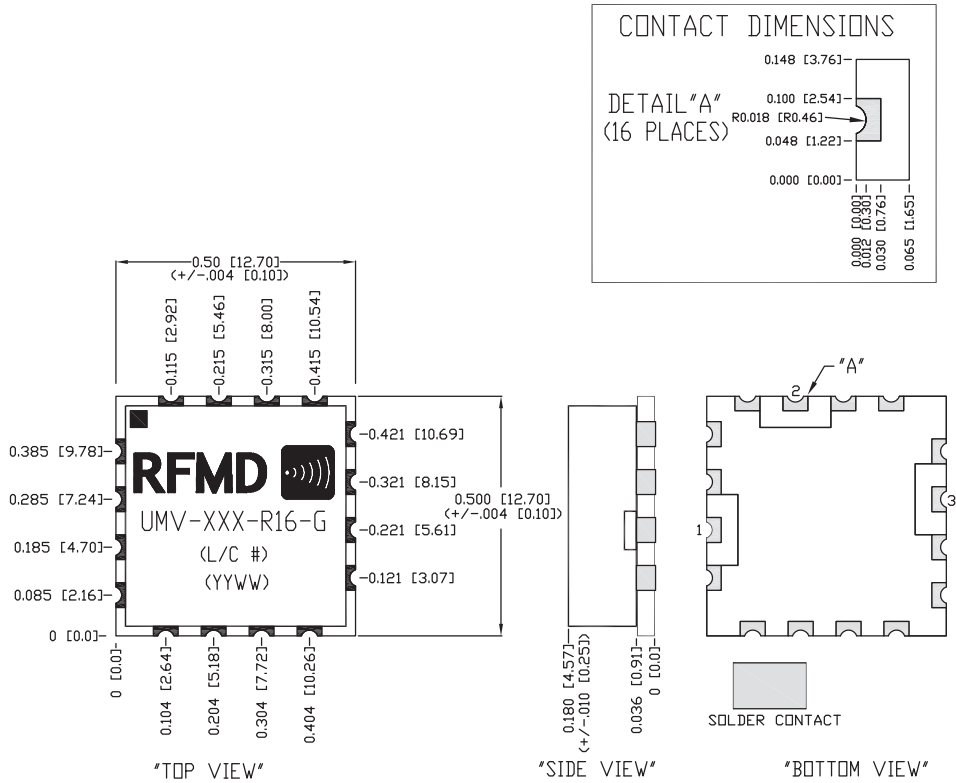 CONTACT DIMENSIONS
0.148 [3.76]
DETAIL"A"
(16 PLACES)
0.100 [2.54]
R0.018 [R0.46]
0.048 [1.22]
0.000 [0.00]
0.000 [0.00]
0.012 [0.30]
0.030 [0.76]
0.065 [1.65]
0.50 [12.70]
(+/-.004 [0.10])
0.115 [2.92]
0.215 [5.46]
0.315 [8.00]
0.415 [10.54]
0.385 [9.78]
0.285 [7.24]
0.185 [4.70]
0.085 [2.16]
0 [0.0]
RFMD
UMV-XXX-R16-G
(L/C #)
(YYWW)
0.421 [10.69]
0.321 [8.15]
0.221 [5.61]
0.121 [3.07]
0.500 [12.70]
(+/-.004 [0.10])
0 [0.0]
0.104 [2.64]
0.204 [5.18]
0.304 [7.72]
0.404 [10.26]
"TOP VIEW"
0.180 [4.57]
(+/-.010 [0.25])
0.036 [0.91]
0 [0.0]
"SIDE VIEW"
"A"
2
1
3
SOLDER CONTACT
"BOTTOM VIEW"